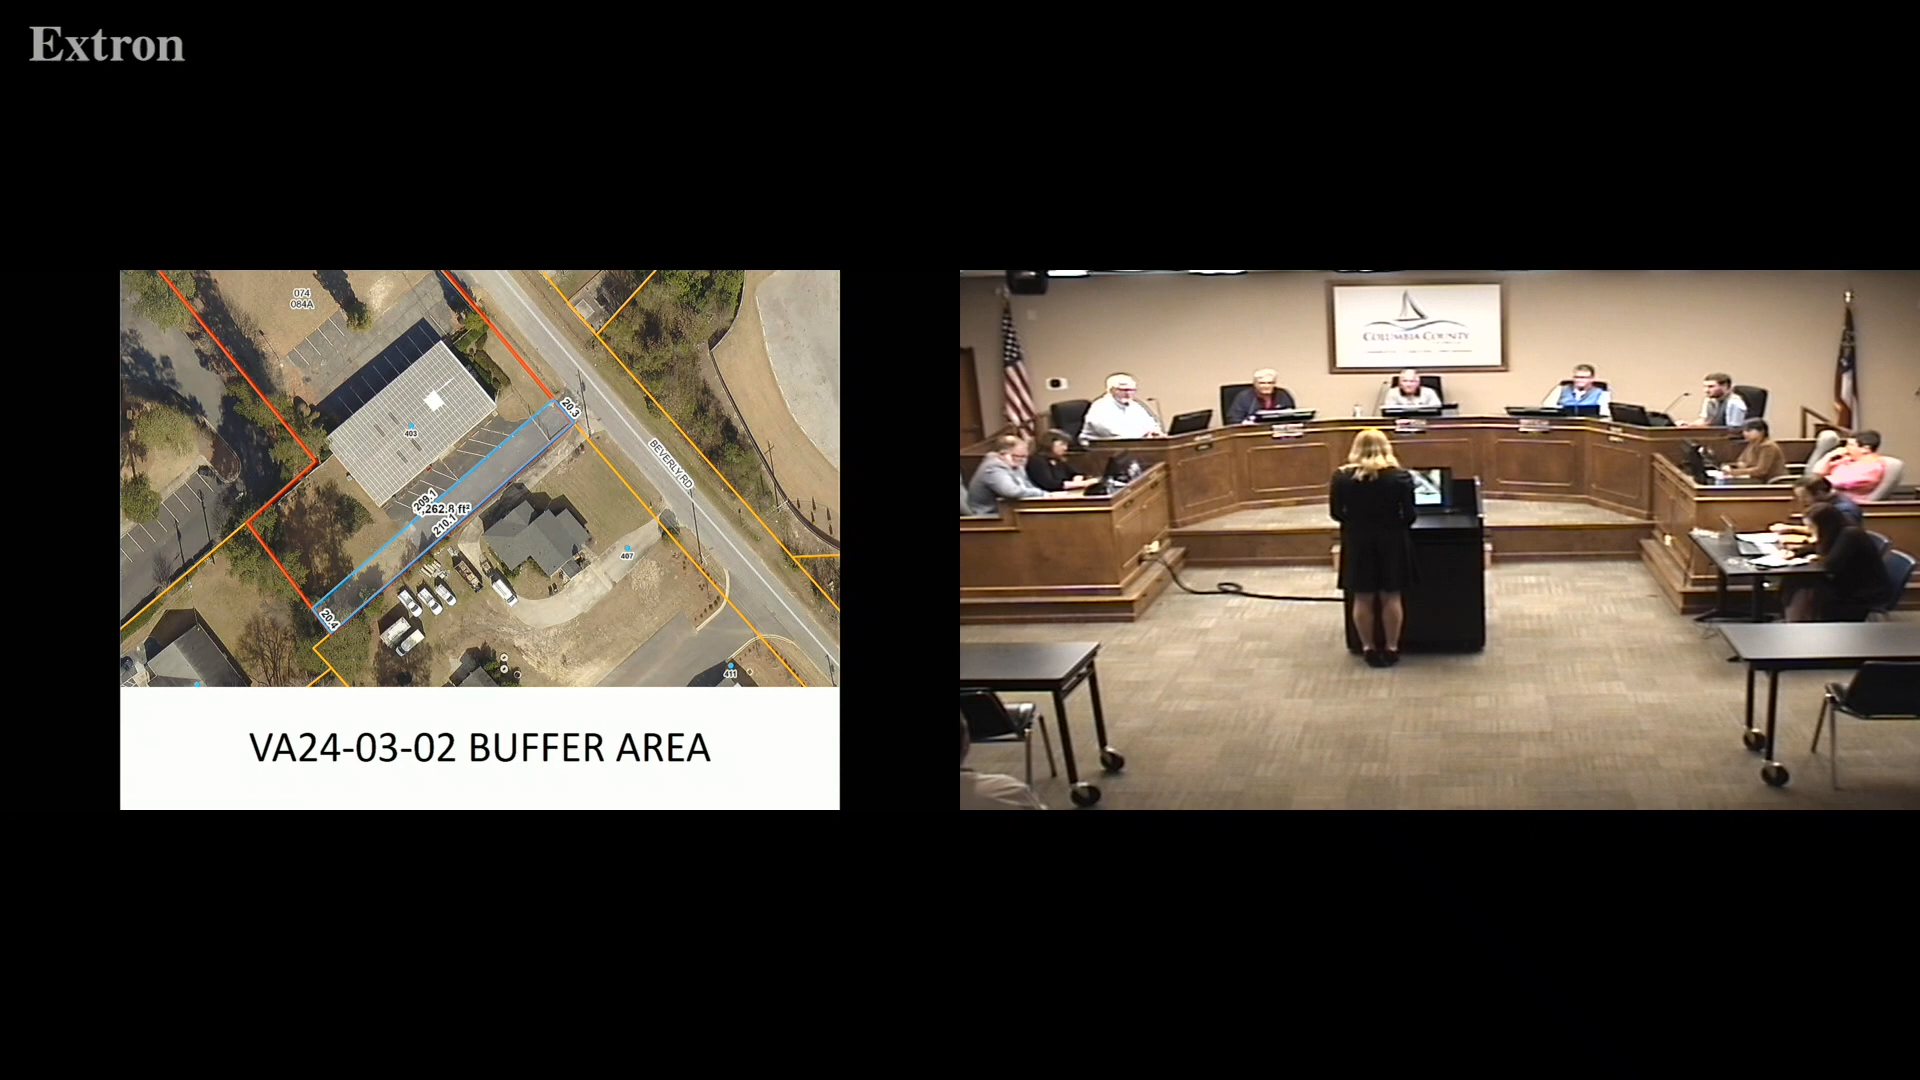 Extron
074
084A
403
20.3
BEVERLY RD
209.1
262.8 ft²
210.1
407
20.4
411
VA24-03-02 BUFFER AREA
COLUMBIA COUNTY